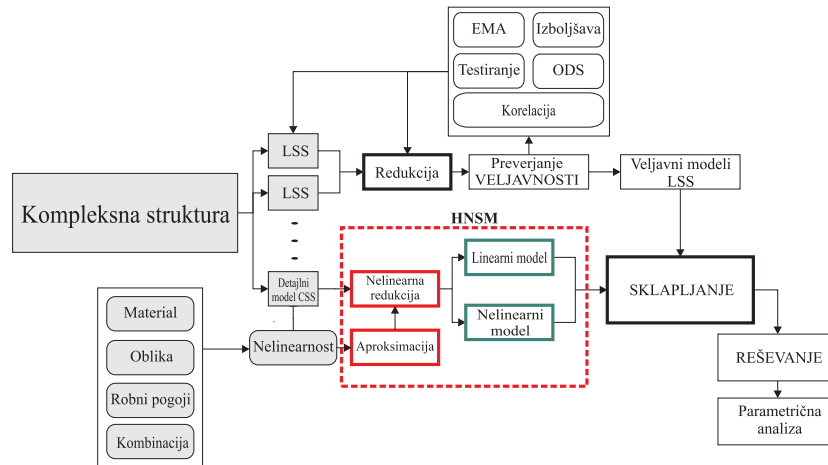 EMA
Izboljšava
Testiranje
ODS
Korelacija
LSS
LSS
Redukcija
Preverjanje
VELJAVNOSTI
Veljavni modeli
LSS
Kompleksna struktura
HNSM
Detajlni
model CSS
Nelinearna
redukcija
Linearni model
Nelinearni
model
SKLAPLJANJE
Material
Oblika
Robni pogoji
Kombinacija
Nelinearnost
Aproksimacija
REŠEVANJE
Parametrična
analiza